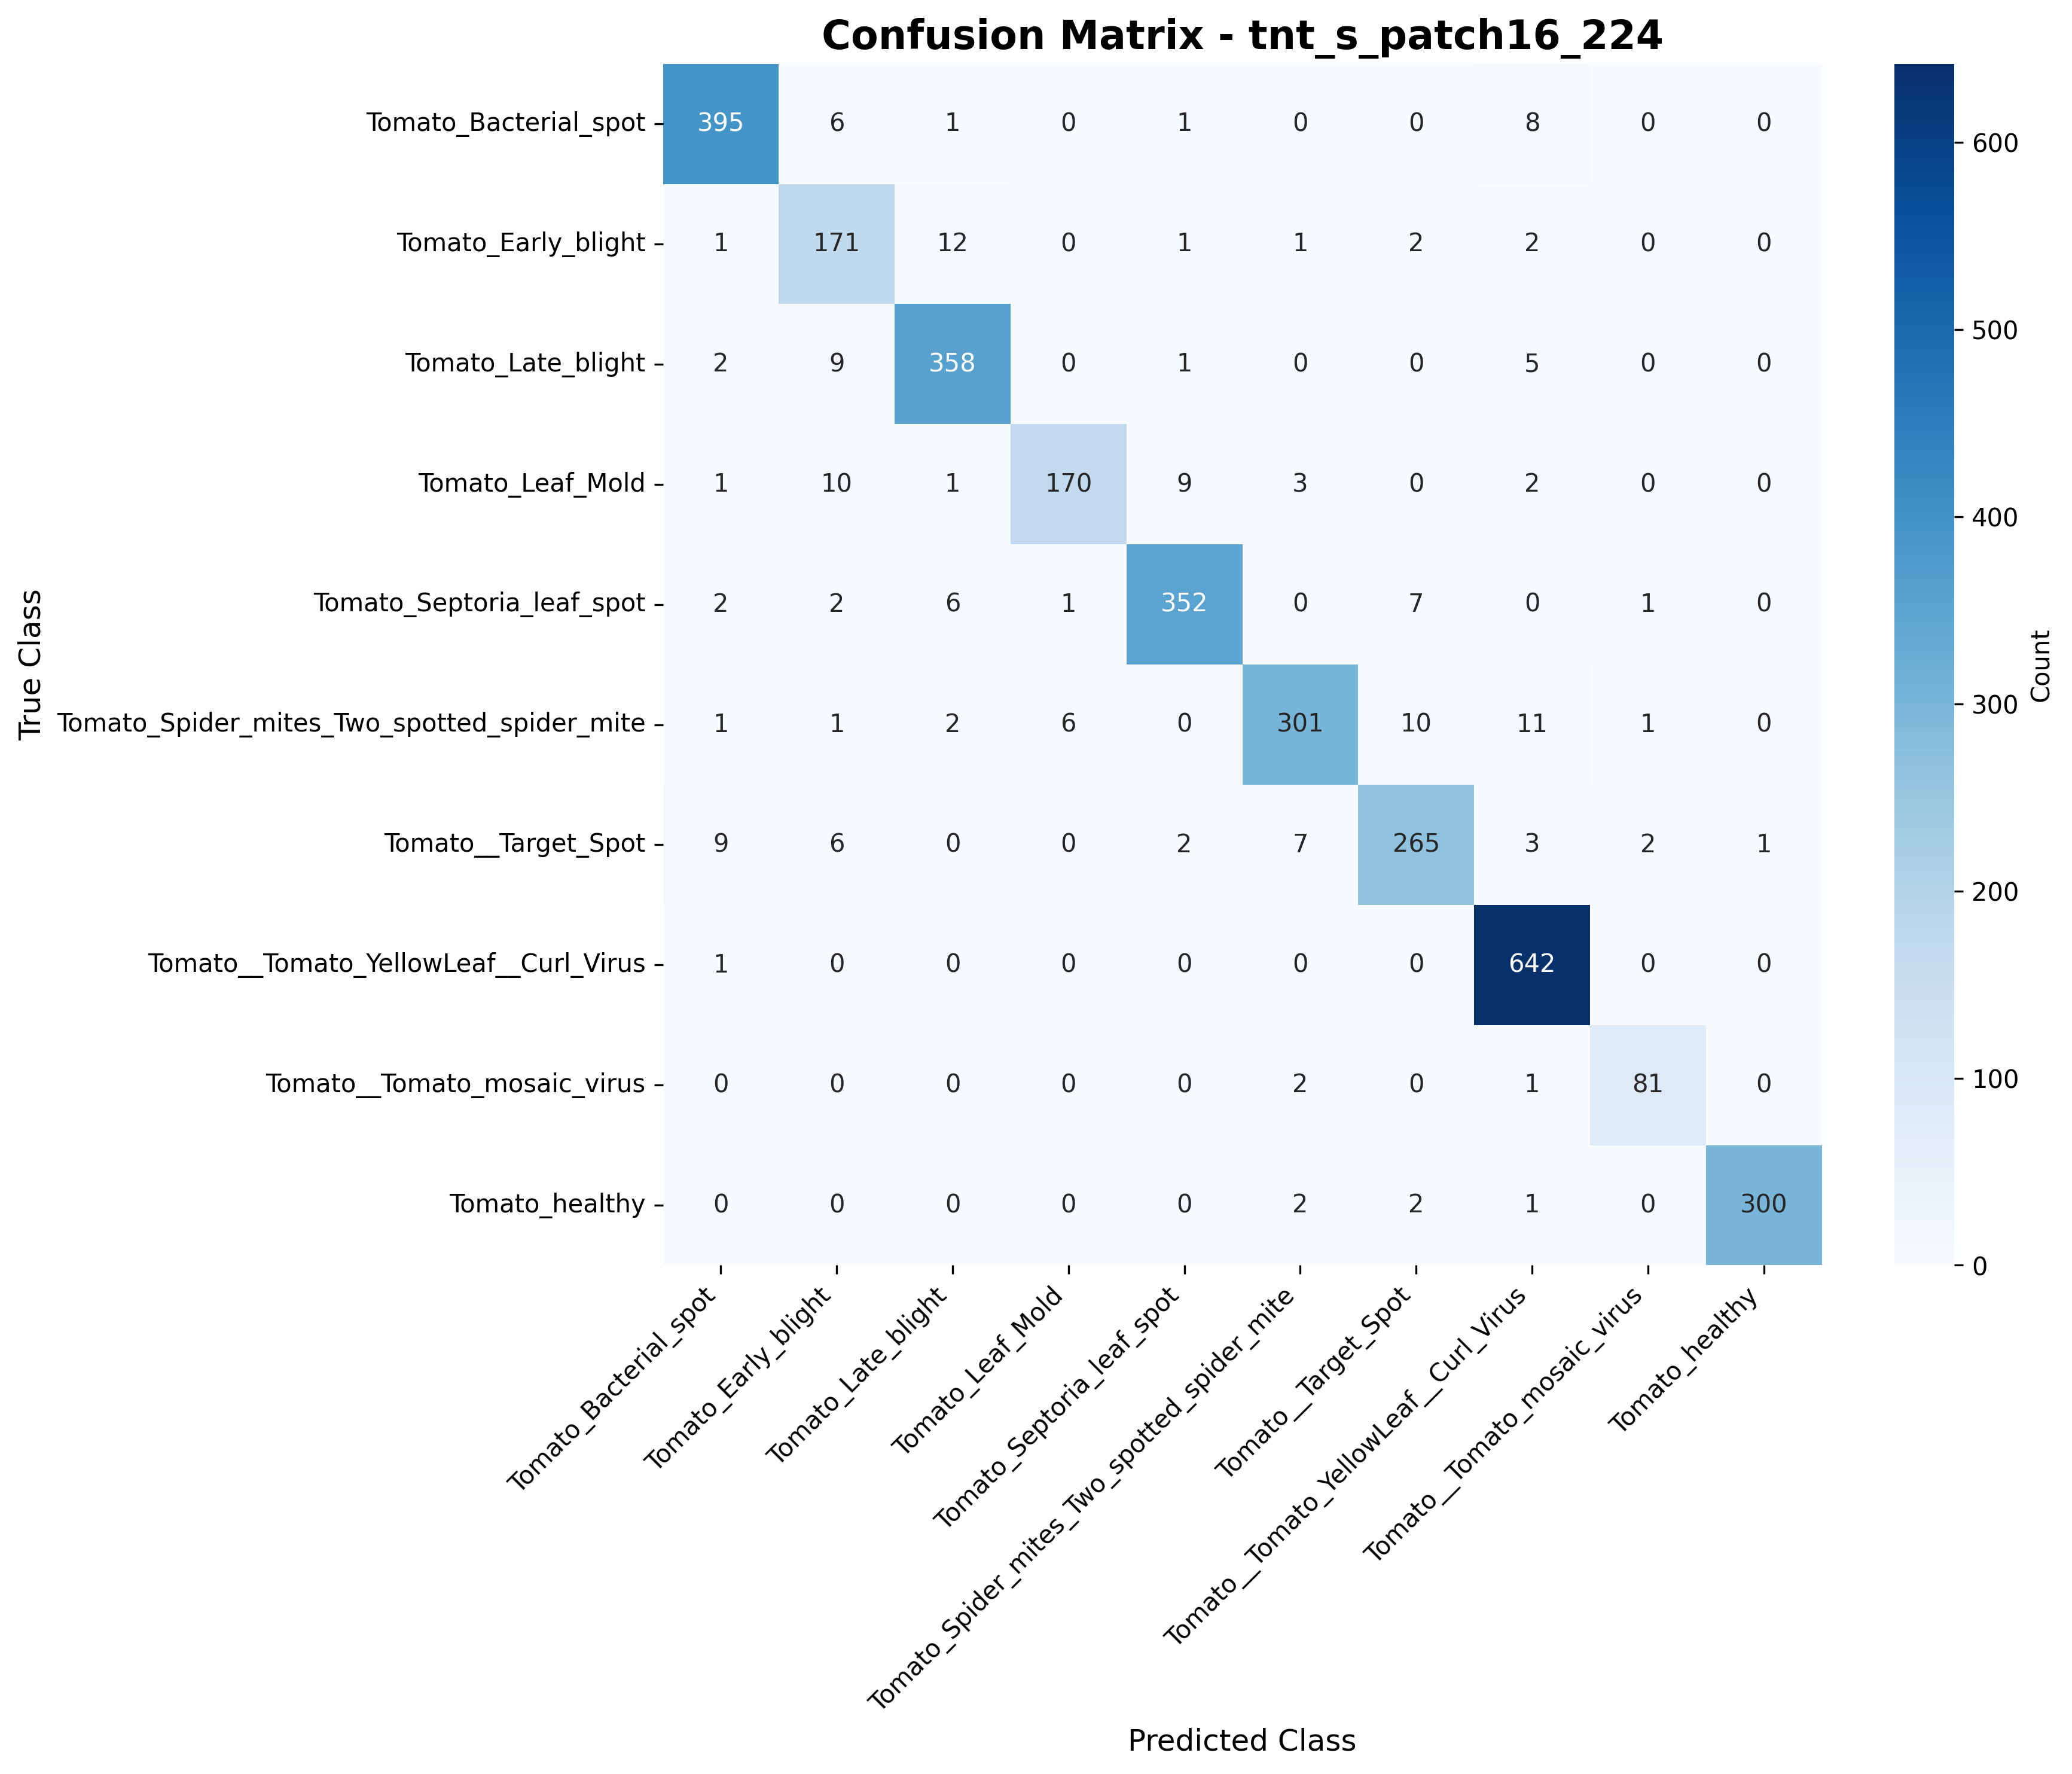 Confusion Matrix - tnt_s_patch16_224
True Class
Tomato_Bacterial_spot 395 6 1 0 1 0 0 8 0 0
Tomato_Early_blight 1 171 12 0 1 1 2 2 0 0
Tomato_Late_blight 2 9 358 0 1 0 0 5 0 0
Tomato_Leaf_Mold 1 10 1 170 9 3 0 2 0 0
Tomato_Septoria_leaf_spot 2 2 6 1 352 0 7 0 1 0
Tomato_Spider_mites_Two_spotted_spider_mite 1 1 2 6 0 301 10 11 1 0
Tomato__Target_Spot 9 6 0 0 2 7 265 3 2 1
Tomato__Tomato_YellowLeaf__Curl_Virus 1 0 0 0 0 0 0 642 0 0
Tomato__Tomato_mosaic_virus 0 0 0 0 0 2 0 1 81 0
Tomato_healthy 0 0 0 0 0 2 2 1 0 300
Tomato_Bacterial_spot
Tomato_Early_blight
Tomato_Late_blight
Tomato_Leaf_Mold
Tomato_Septoria_leaf_spot
Tomato_Spider_mites_Two_spotted_spider_mite
Tomato__Target_Spot
Tomato__Tomato_YellowLeaf__Curl_Virus
Tomato__Tomato_mosaic_virus
Tomato_healthy
Predicted Class
600
500
400
300
200
100
0
Count